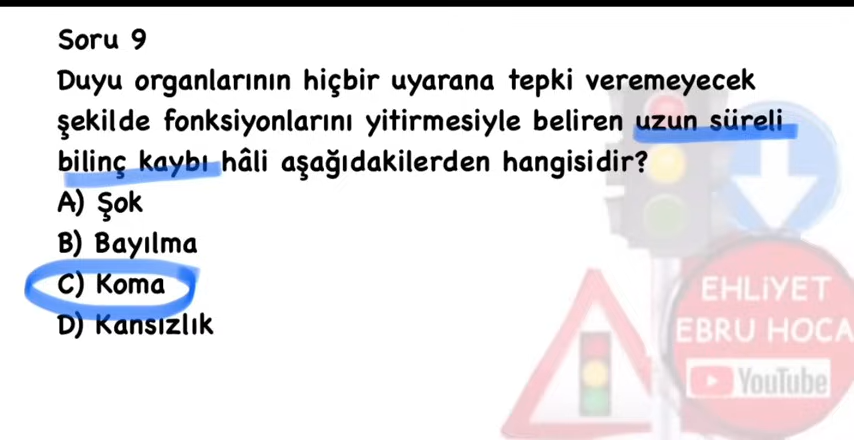 Soru 9
Duyu organlarının hiçbir uyarana tepki veremeyecek
şekilde fonksiyonlarını yitirmesiyle beliren uzun süreli
bilinç kaybı hâli aşağıdakilerden hangisidir?
A) Şok
B) Bayılma
C) Koma
D) Kansızlık
EHLİYET
EBRU HOCA
YouTube